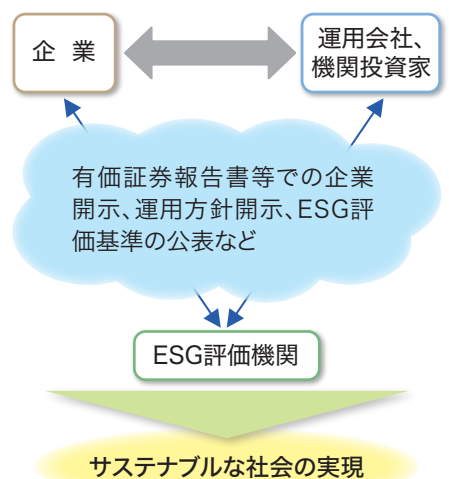 企 業
運用会社、
機関投資家
有価証券報告書等での企業
開示、運用方針開示、ESG評
価基準の公表など
ESG評価機関
サステナブルな社会の実現